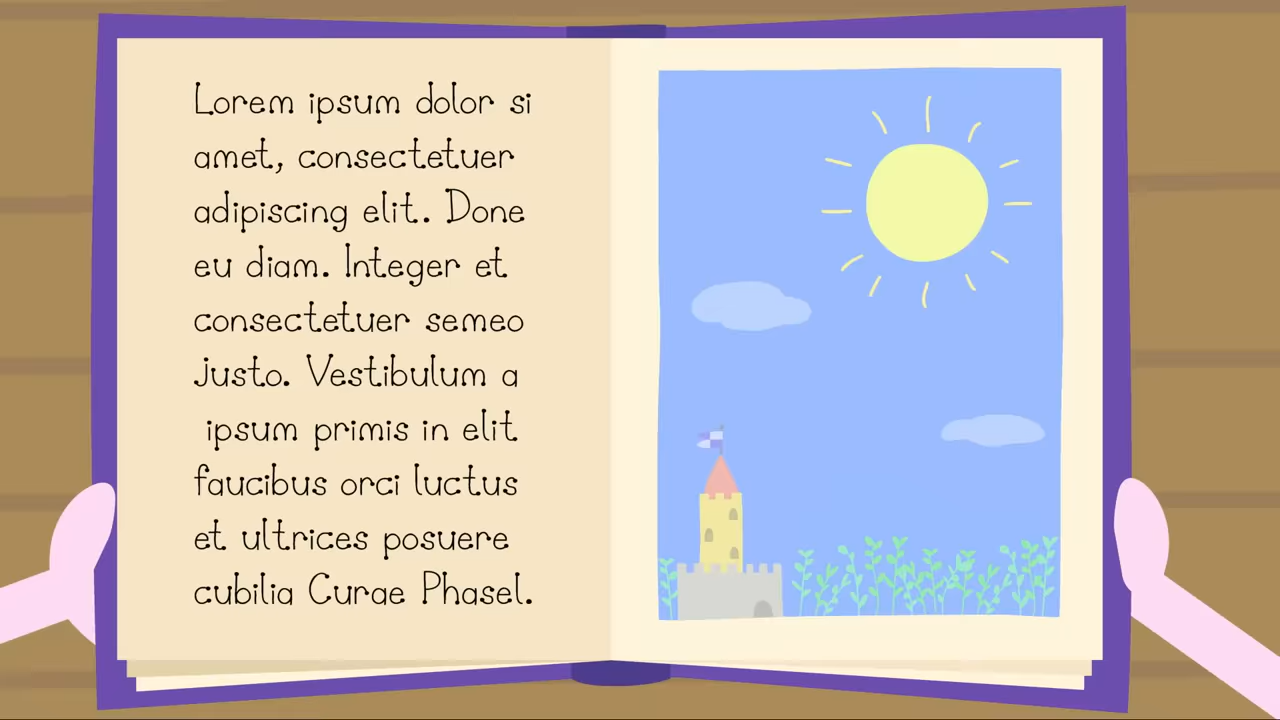 Lorem ipsum dolor si
amet, consectetuer
adipiscing elit. Done
eu diam. Integer et
consectetuer semeo
justo. Vestibulum a
ipsum primis in elit
faucibus orci luctus
et ultrices posuere
cubilia Curae Phasel.